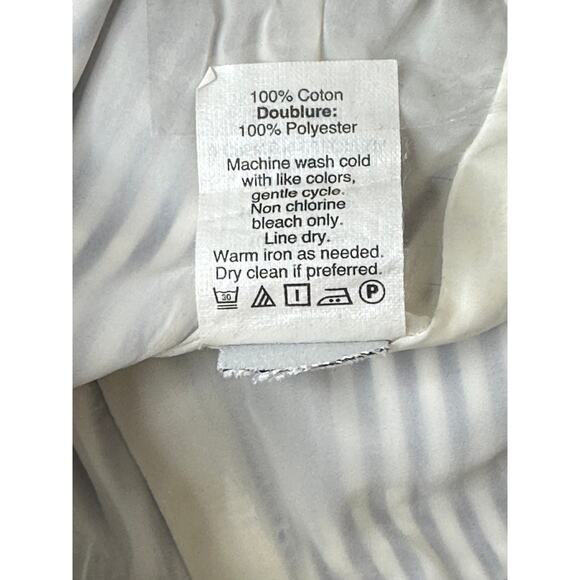 100% Coton
Doublure:
100% Polyester
Machine wash cold
with like colors,
gentle cycle.
Non chlorine
bleach only.
Line dry.
Warm iron as needed.
Dry clean if preferred.
30 P